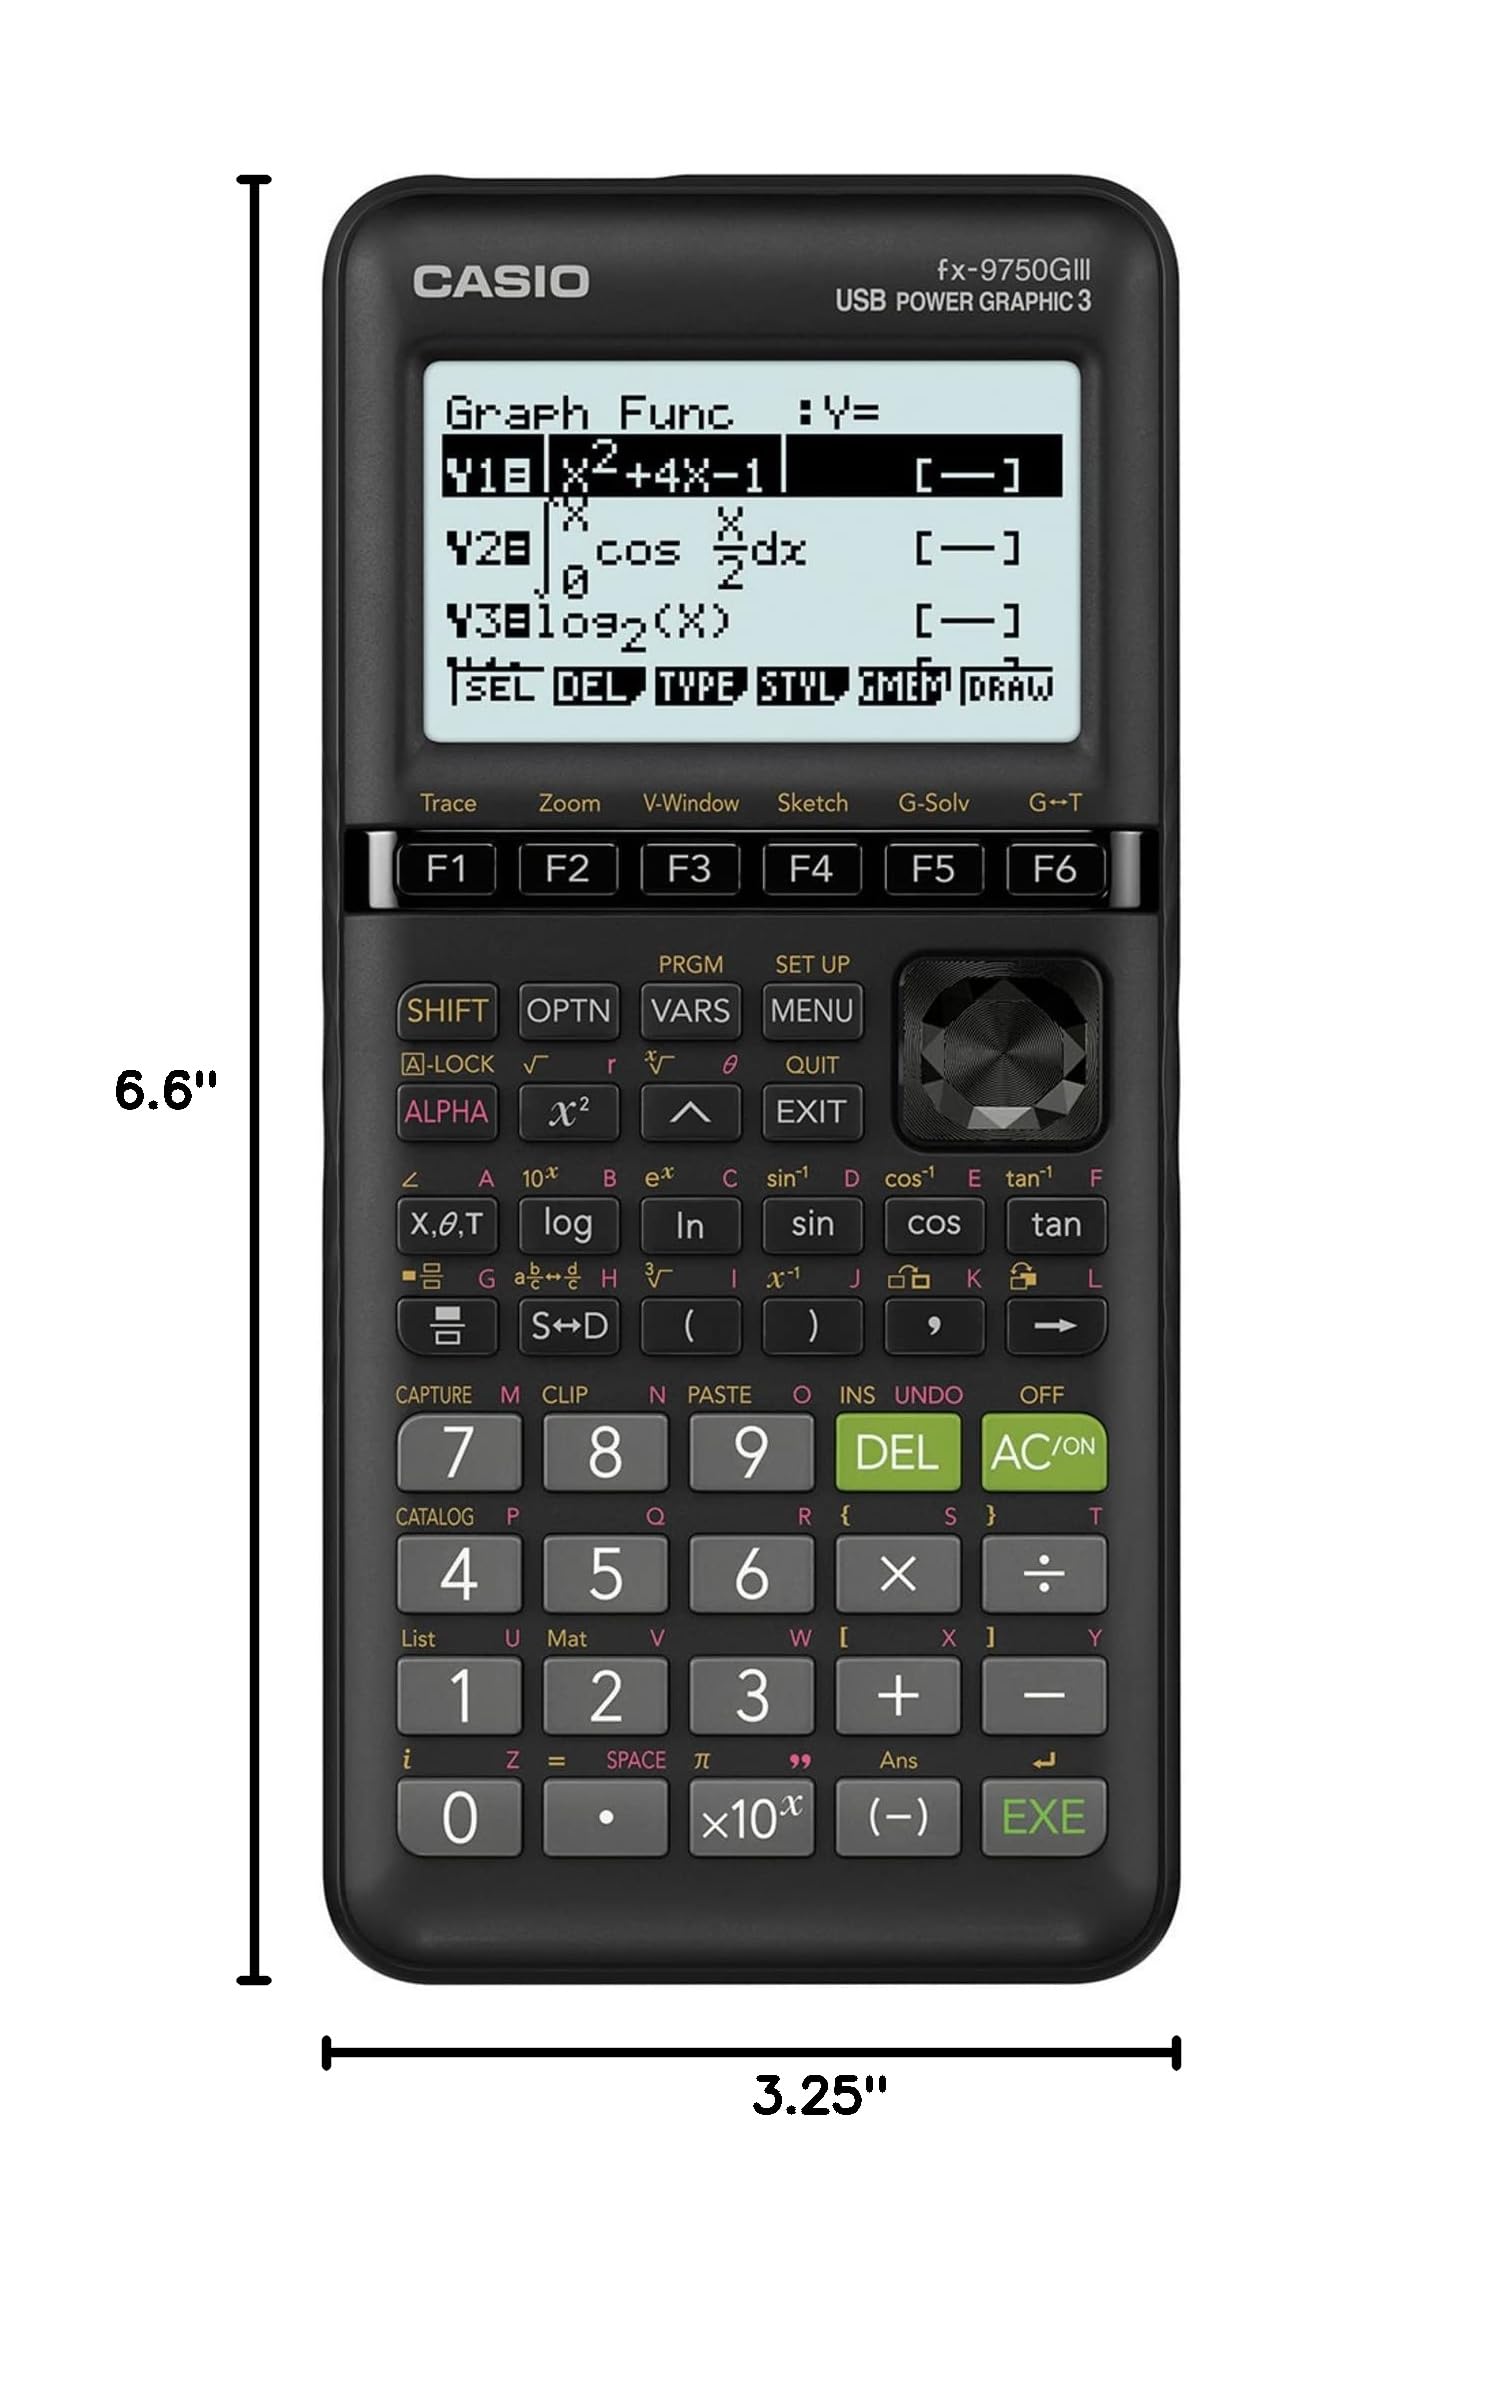 CASIO
fx-9750GIII
USB POWER GRAPHIC 3
Graph Func :Y=
Y1=x²+4X−1 [—]
Y2=∫₀ˣcos X/2 dx [—]
Y3=log₂(X) [—]
SEL DEL TYPE STYL GMEM DRAW
Trace Zoom V-Window Sketch G-Solv G↔T
F1 F2 F3 F4 F5 F6
PRGM SET UP
SHIFT OPTN VARS MENU
A-LOCK √ r ˣ√ θ QUIT
ALPHA x² ^ EXIT
6.6"
∠ A 10ˣ B eˣ C sin⁻¹ D cos⁻¹ E tan⁻¹ F
X,θ,T log ln sin cos tan
G a b/c↔d/c H ³√ I x⁻¹ J K L
S↔D ( ) , →
CAPTURE M CLIP N PASTE O INS UNDO OFF
7 8 9 DEL AC/ON
CATALOG P Q R { S } T
4 5 6 × ÷
List U Mat V W [ X ] Y
1 2 3 + −
i Z = SPACE π ” Ans ↵
0 • ×10ˣ (−) EXE
3.25"